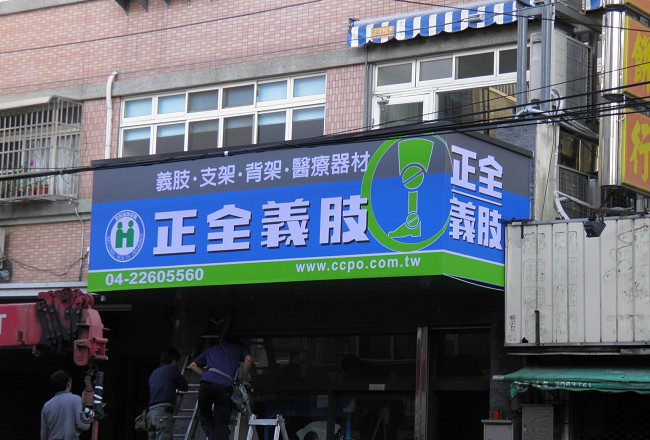 義肢·支架·背架·醫療器材
正全義肢
04-22605560
www.ccpo.com.tw
正全
義肢
行